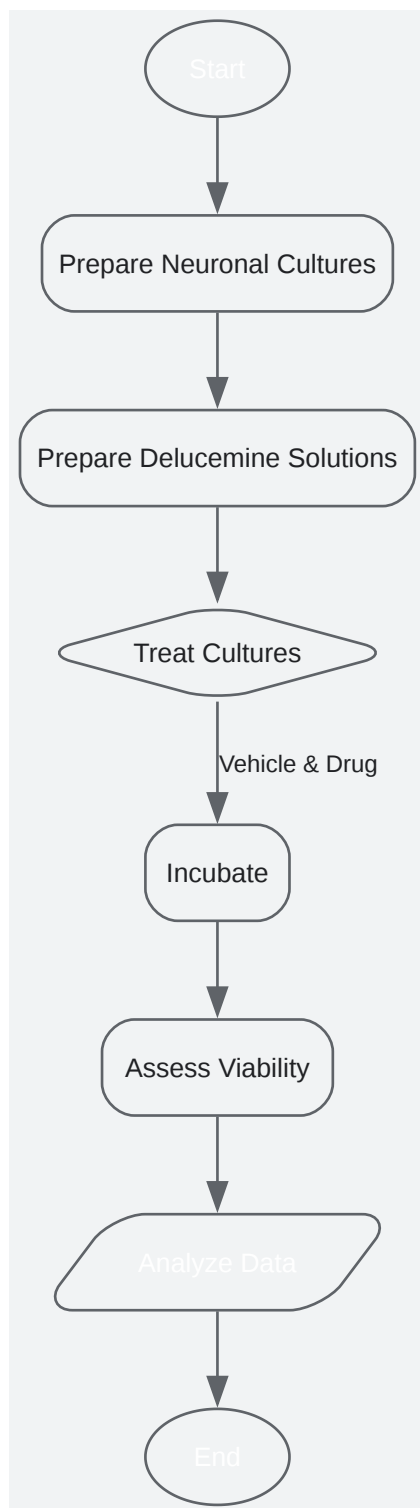 Start
Prepare Neuronal Cultures
Prepare Delucemine Solutions
Treat Cultures
Vehicle & Drug
Incubate
Assess Viability
Analyze Data
End